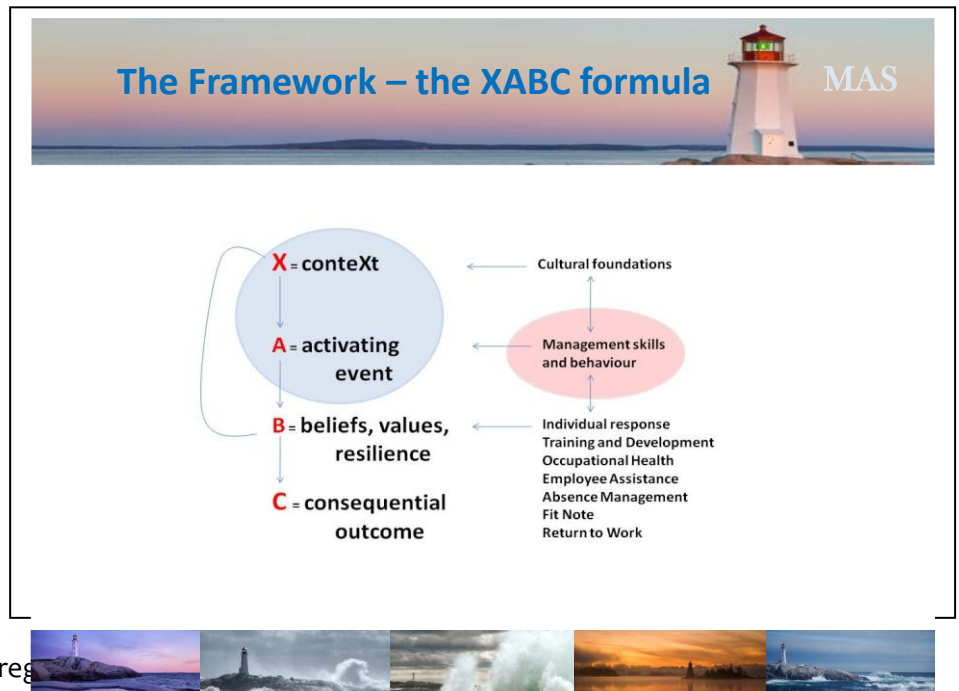 The Framework – the XABC formula
MAS
X = conteXt
A = activating
event
B = beliefs, values,
resilience
C = consequential
outcome
Cultural foundations
Management skills
and behaviour
Individual response
Training and Development
Occupational Health
Employee Assistance
Absence Management
Fit Note
Return to Work